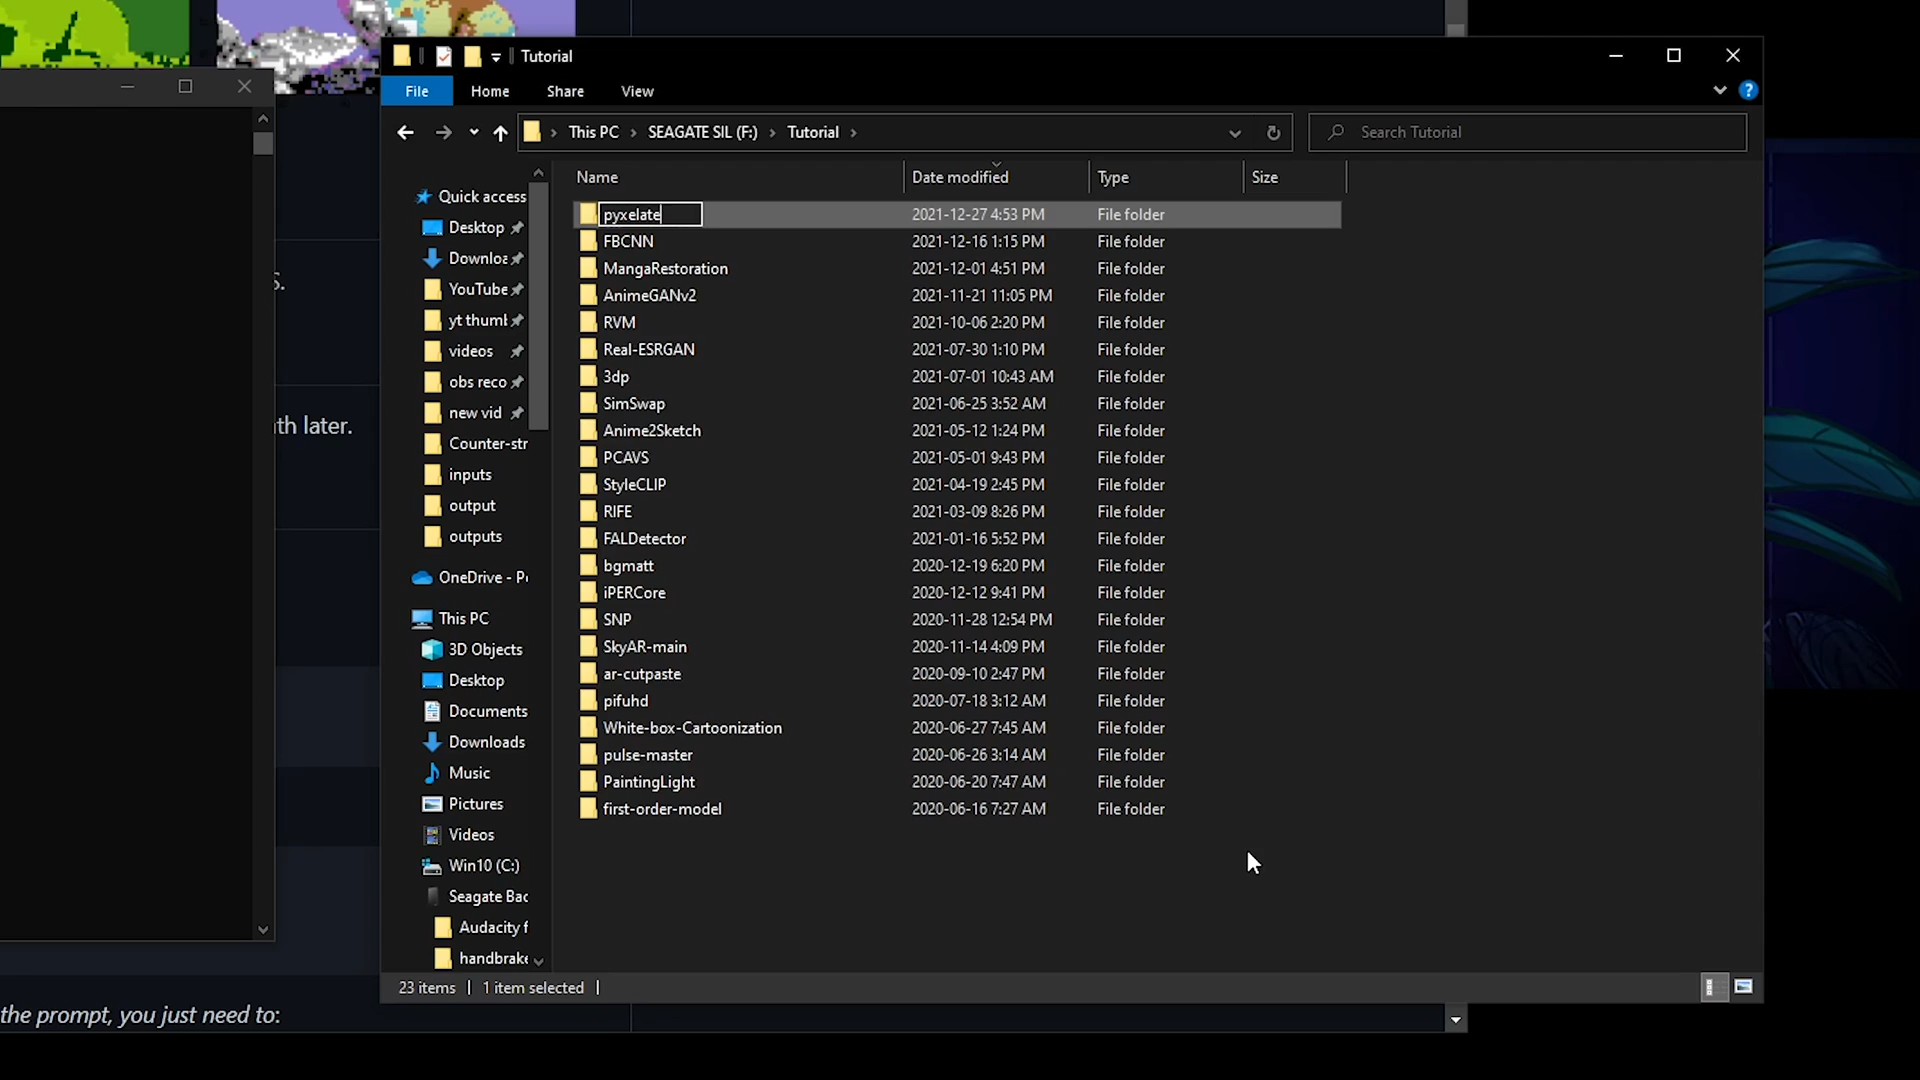 Tutorial
File Home Share View
This PC SEAGATE SIL (F:) Tutorial
Search Tutorial
Name Date modified Type Size
pyxelate 2021-12-27 4:53 PM File folder
FBCNN 2021-12-16 1:15 PM File folder
MangaRestoration 2021-12-01 4:51 PM File folder
AnimeGANv2 2021-11-21 11:05 PM File folder
RVM 2021-10-06 2:20 PM File folder
Real-ESRGAN 2021-07-30 1:10 PM File folder
3dp 2021-07-01 10:43 AM File folder
SimSwap 2021-06-25 3:52 AM File folder
Anime2Sketch 2021-05-12 1:24 PM File folder
PCAVS 2021-05-01 9:43 PM File folder
StyleCLIP 2021-04-19 2:45 PM File folder
RIFE 2021-03-09 8:26 PM File folder
FALDetector 2021-01-16 5:52 PM File folder
bgmatt 2020-12-19 6:20 PM File folder
iPERCore 2020-12-12 9:41 PM File folder
SNP 2020-11-28 12:54 PM File folder
SkyAR-main 2020-11-14 4:09 PM File folder
ar-cutpaste 2020-09-10 2:47 PM File folder
pifuhd 2020-07-18 3:12 AM File folder
White-box-Cartoonization 2020-06-27 7:45 AM File folder
pulse-master 2020-06-26 3:14 AM File folder
PaintingLight 2020-06-20 7:47 AM File folder
first-order-model 2020-06-16 7:27 AM File folder
Quick access
Desktop
Downloa
YouTube
yt thumb
videos
obs reco
new vid
Counter-str
inputs
output
outputs
OneDrive - Pe
This PC
3D Objects
Desktop
Documents
Downloads
Music
Pictures
Videos
Win10 (C:)
Seagate Bac
Audacity f
handbrake
23 items 1 item selected
th later.
the prompt, you just need to: